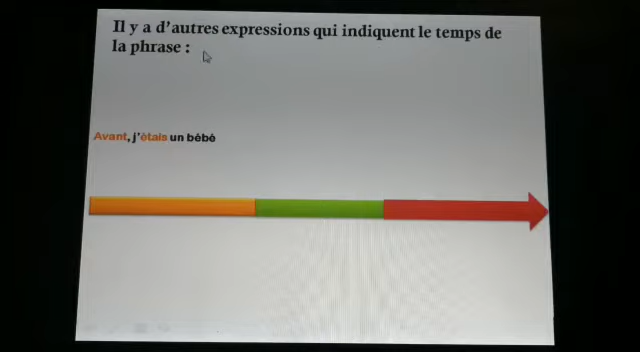 Il y a d'autres expressions qui indiquent le temps de
la phrase :
Avant, j'étais un bébé